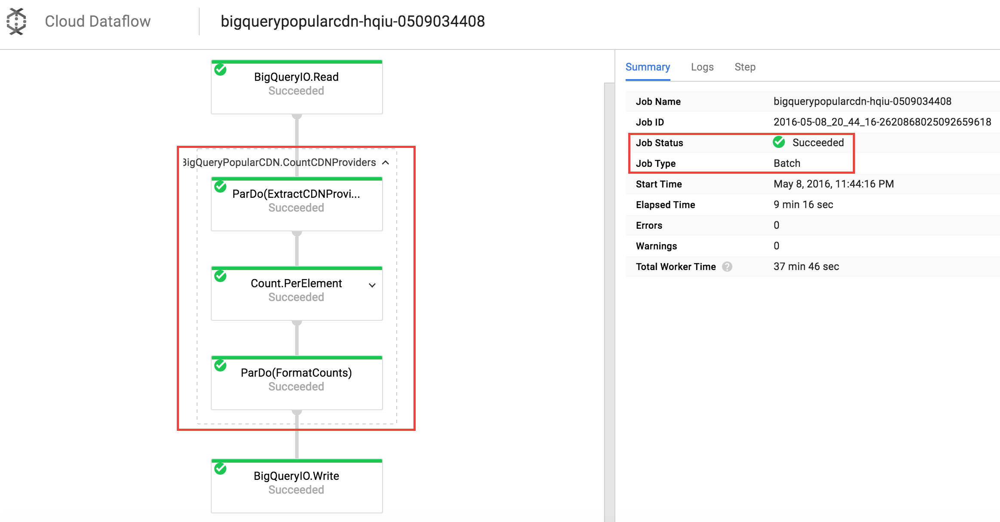 Cloud Dataflow
bigquerypopularcdn-hqiu-0509034408
BigQueryIO.Read
Succeeded
BigQueryPopularCDN.CountCDNProviders
ParDo(ExtractCDNProvi...
Succeeded
Count.PerElement
Succeeded
ParDo(FormatCounts)
Succeeded
BigQueryIO.Write
Succeeded
Summary Logs Step
Job Name bigquerypopularcdn-hqiu-0509034408
Job ID 2016-05-08_20_44_16-2620868025092659618
Job Status Succeeded
Job Type Batch
Start Time May 8, 2016, 11:44:16 PM
Elapsed Time 9 min 16 sec
Errors 0
Warnings 0
Total Worker Time ? 37 min 46 sec